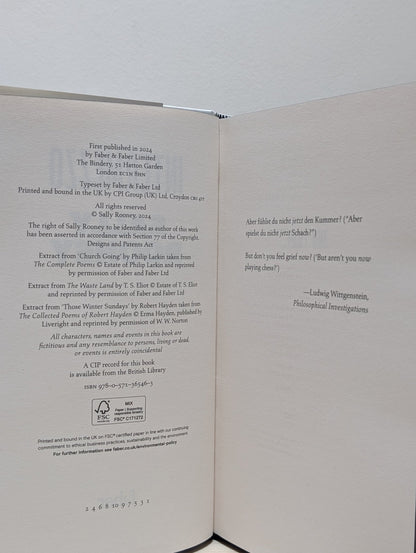 First published in 2024
by Faber & Faber Limited
The Bindery, 51 Hatton Garden
London EC1N 8HN
Typeset by Faber & Faber Ltd
Printed and bound in the UK by CPI Group (UK) Ltd, Croydon CR0 4YY
All rights reserved
© Sally Rooney, 2024
The right of Sally Rooney to be identified as author of this work
has been asserted in accordance with Section 77 of the Copyright,
Designs and Patents Act
Extract from ‘Church Going’ by Philip Larkin taken from
The Complete Poems © Estate of Philip Larkin and reprinted
by permission of Faber and Faber Ltd
Extract from The Waste Land by T. S. Eliot © Estate of T. S. Eliot
and reprinted by permission of Faber and Faber Ltd
Extract from ‘Those Winter Sundays’ by Robert Hayden taken from
The Collected Poems of Robert Hayden © Erma Hayden, published by
Liveright and reprinted by permission of W. W. Norton
All characters, names and events in this book are
fictitious and any resemblance to persons, living or dead,
or events is entirely coincidental
A CIP record for this book
is available from the British Library
ISBN 978-0-571-36546-3
FSC
www.fsc.org
MIX
Paper | Supporting
responsible forestry
FSC® C171272
Printed and bound in the UK on FSC® certified paper in line with our continuing
commitment to ethical business practices, sustainability and the environment.
For further information see faber.co.uk/environmental-policy
2 4 6 8 10 9 7 5 3 1
Aber fühlst du nicht jetzt den Kummer? (“Aber
spielst du nicht jetzt Schach?”)
But don’t you feel grief now? (‘But aren’t you now
playing chess?’)
—Ludwig Wittgenstein,
Philosophical Investigations